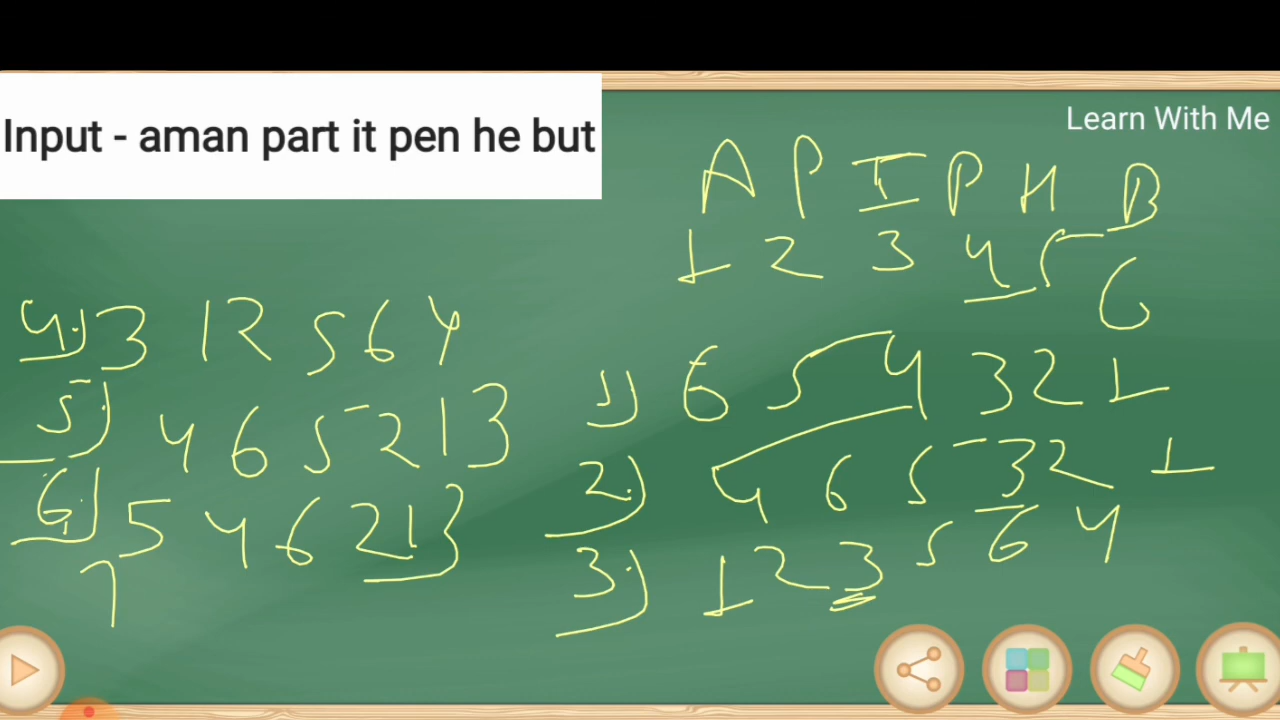 Input - aman part it pen he but
Learn With Me
A P I P H B
1 2 3 4 5 6
1) 6 5 4 3 2 1
2.) 4 6 5 3 2 1
3.) 1 2 3 5 6 4
4.) 3 1 2 5 6 4
5.) 4 6 5 2 1 3
6.) 5 4 6 2 1 3
7